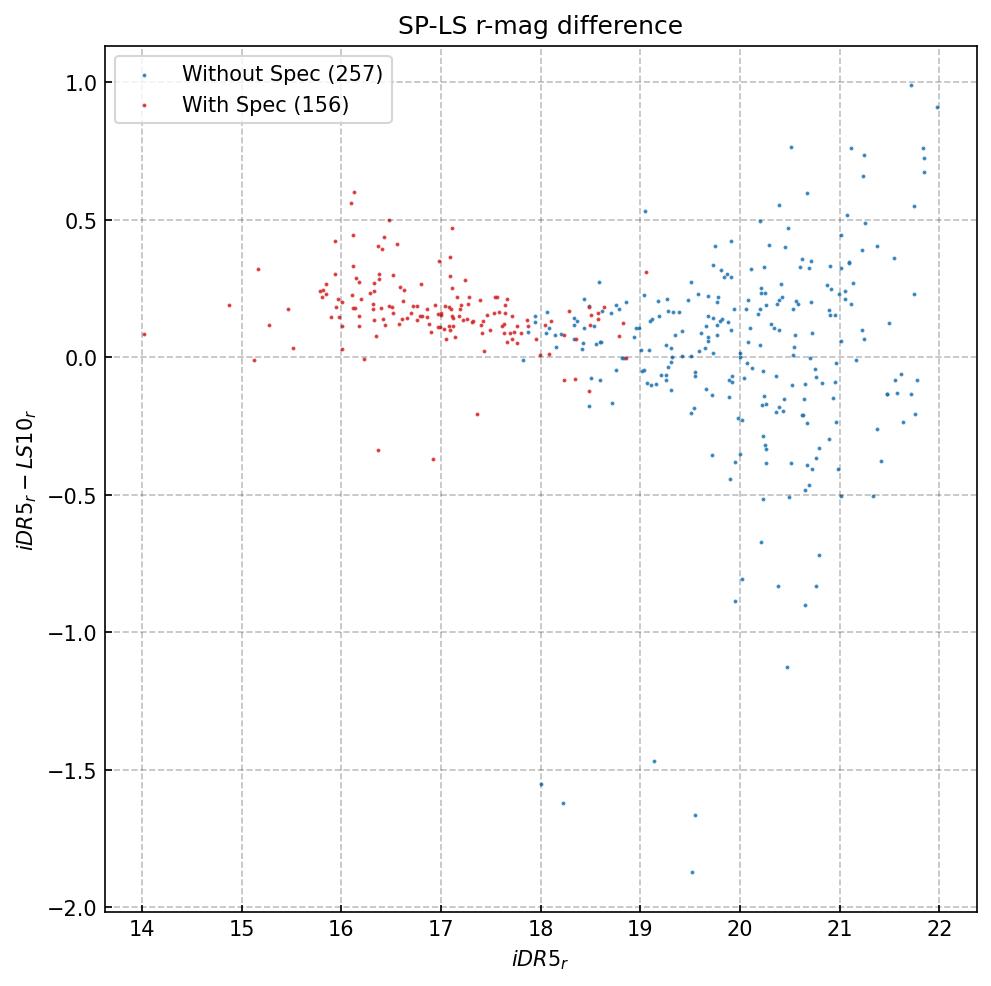 SP-LS r-mag difference
Without Spec (257)
With Spec (156)
1.0
0.5
0.0
−0.5
−1.0
−1.5
−2.0
iDR5r − LS10r
14 15 16 17 18 19 20 21 22
iDR5r